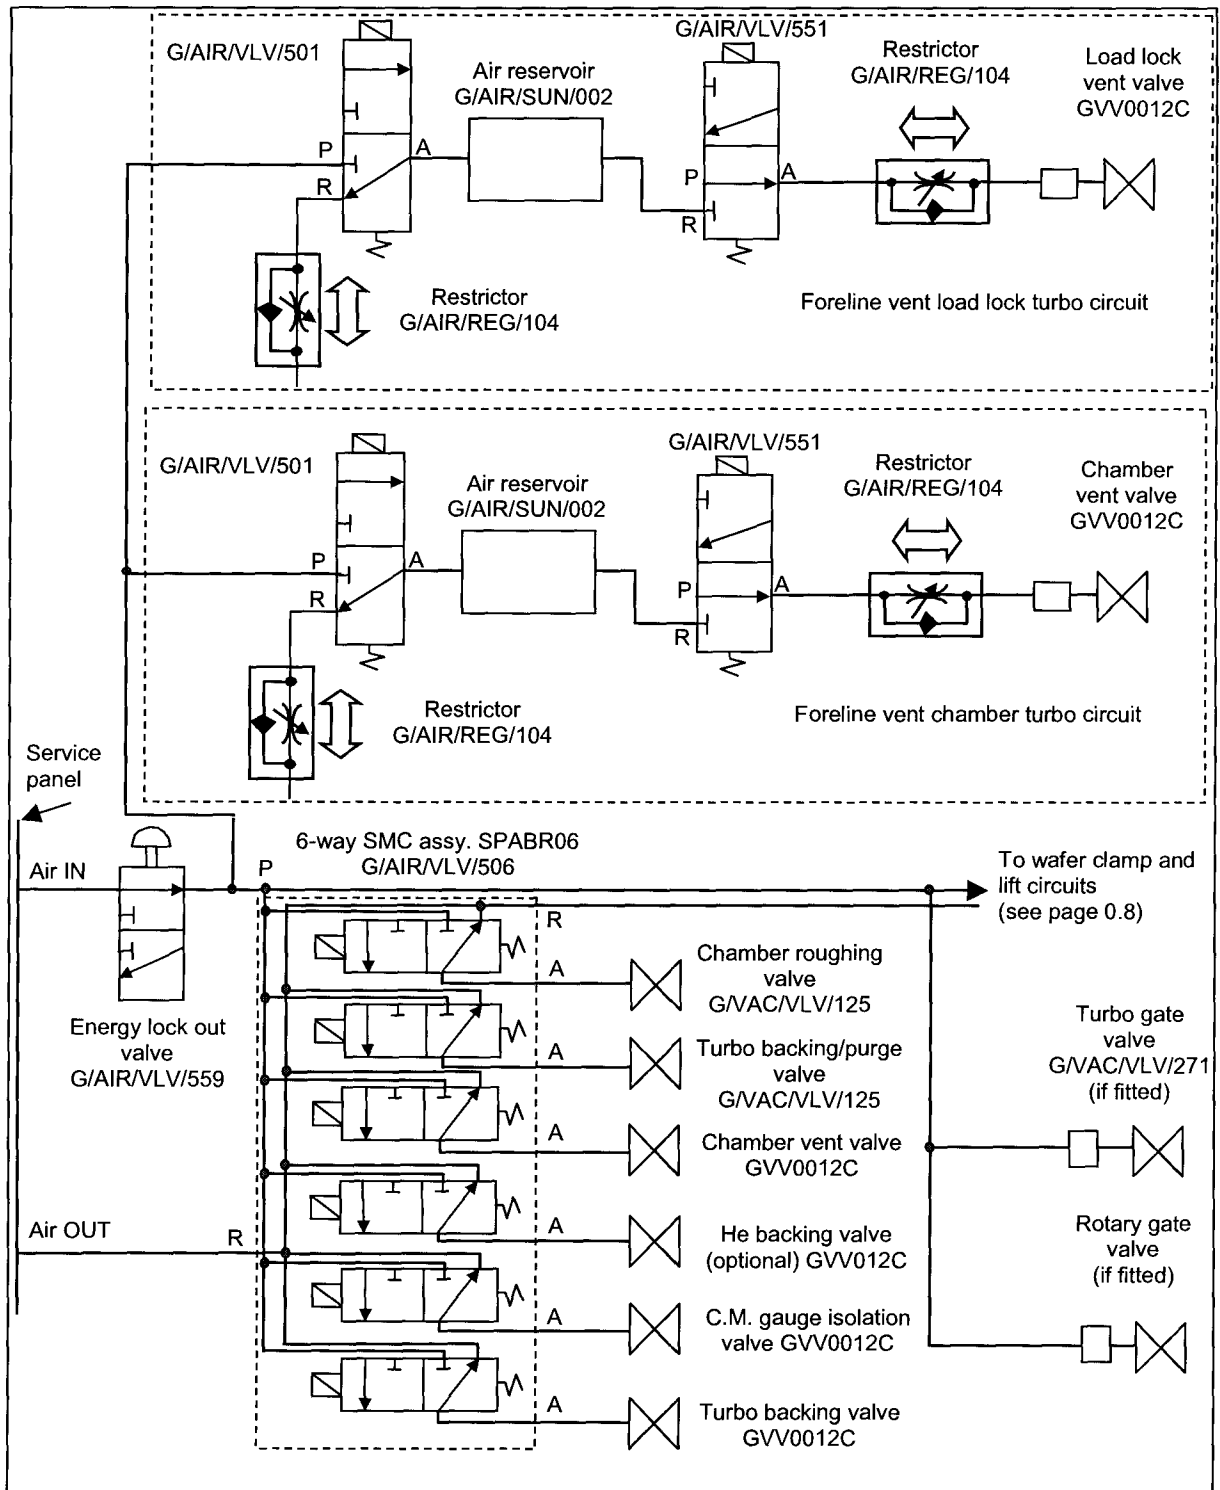 G/AIR/VLV/501
G/AIR/VLV/551
Air reservoir
G/AIR/SUN/002
Restrictor
G/AIR/REG/104
Load lock
vent valve
GVV0012C
P
A
R
P
A
R
Restrictor
G/AIR/REG/104
Foreline vent load lock turbo circuit
G/AIR/VLV/501
G/AIR/VLV/551
Air reservoir
G/AIR/SUN/002
Restrictor
G/AIR/REG/104
Chamber
vent valve
GVV0012C
P
A
R
P
A
R
Restrictor
G/AIR/REG/104
Foreline vent chamber turbo circuit
Service
panel
Air IN
6-way SMC assy. SPABR06
G/AIR/VLV/506
P
To wafer clamp and
lift circuits
(see page 0.8)
R
Energy lock out
valve
G/AIR/VLV/559
A
Chamber roughing
valve
G/VAC/VLV/125
A
Turbo backing/purge
valve
G/VAC/VLV/125
A
Chamber vent valve
GVV0012C
Turbo gate
valve
G/VAC/VLV/271
(if fitted)
Air OUT
R
A
He backing valve
(optional) GVV012C
Rotary gate
valve
(if fitted)
A
C.M. gauge isolation
valve GVV0012C
A
Turbo backing valve
GVV0012C